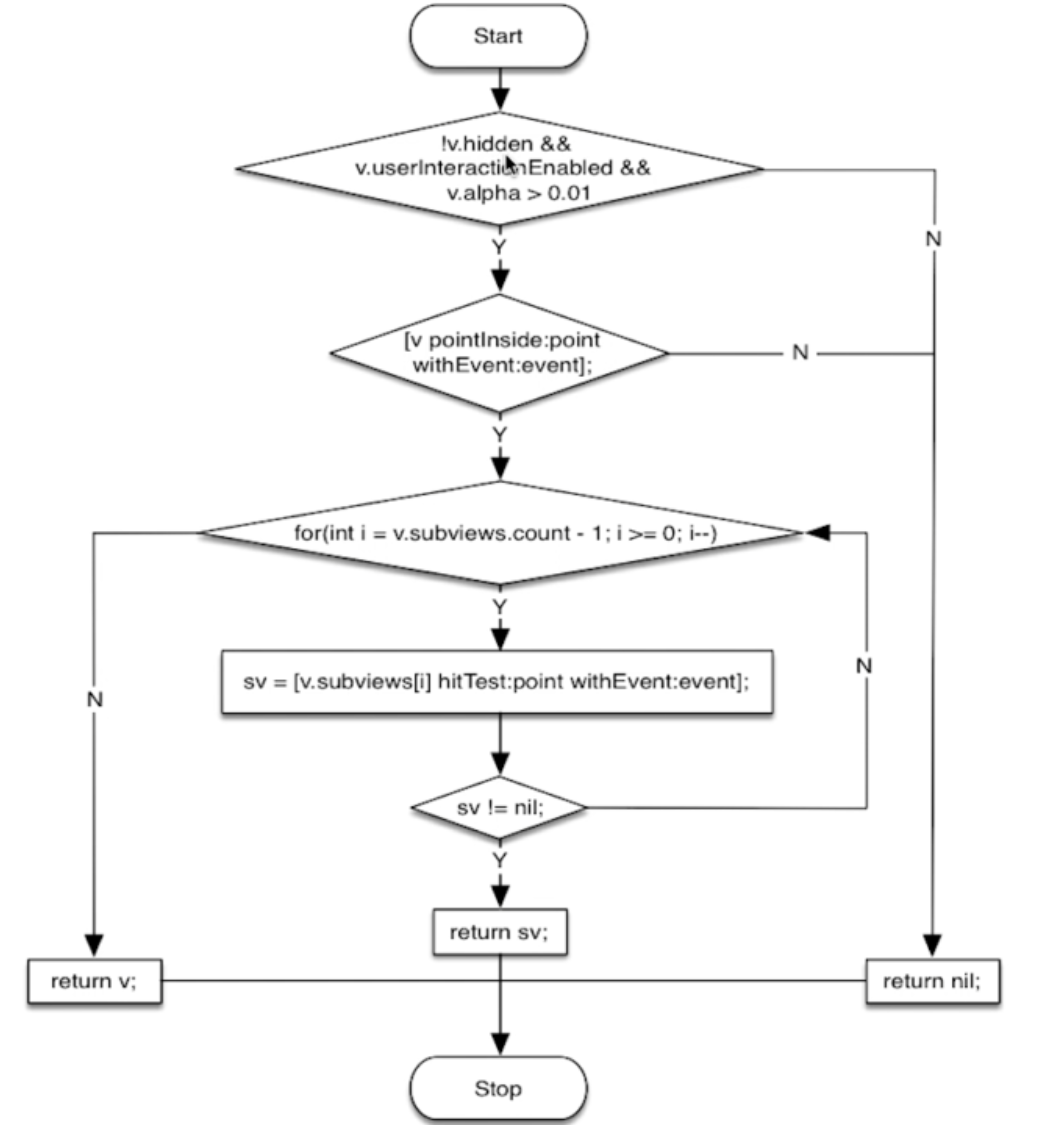 Start
!v.hidden &&
v.userInteractionEnabled &&
v.alpha > 0.01
N
Y
[v pointInside:point
withEvent:event];
N
Y
for(int i = v.subviews.count - 1; i >= 0; i--)
Y
sv = [v.subviews[i] hitTest:point withEvent:event];
N
N
sv != nil;
Y
return sv;
return v;
return nil;
Stop